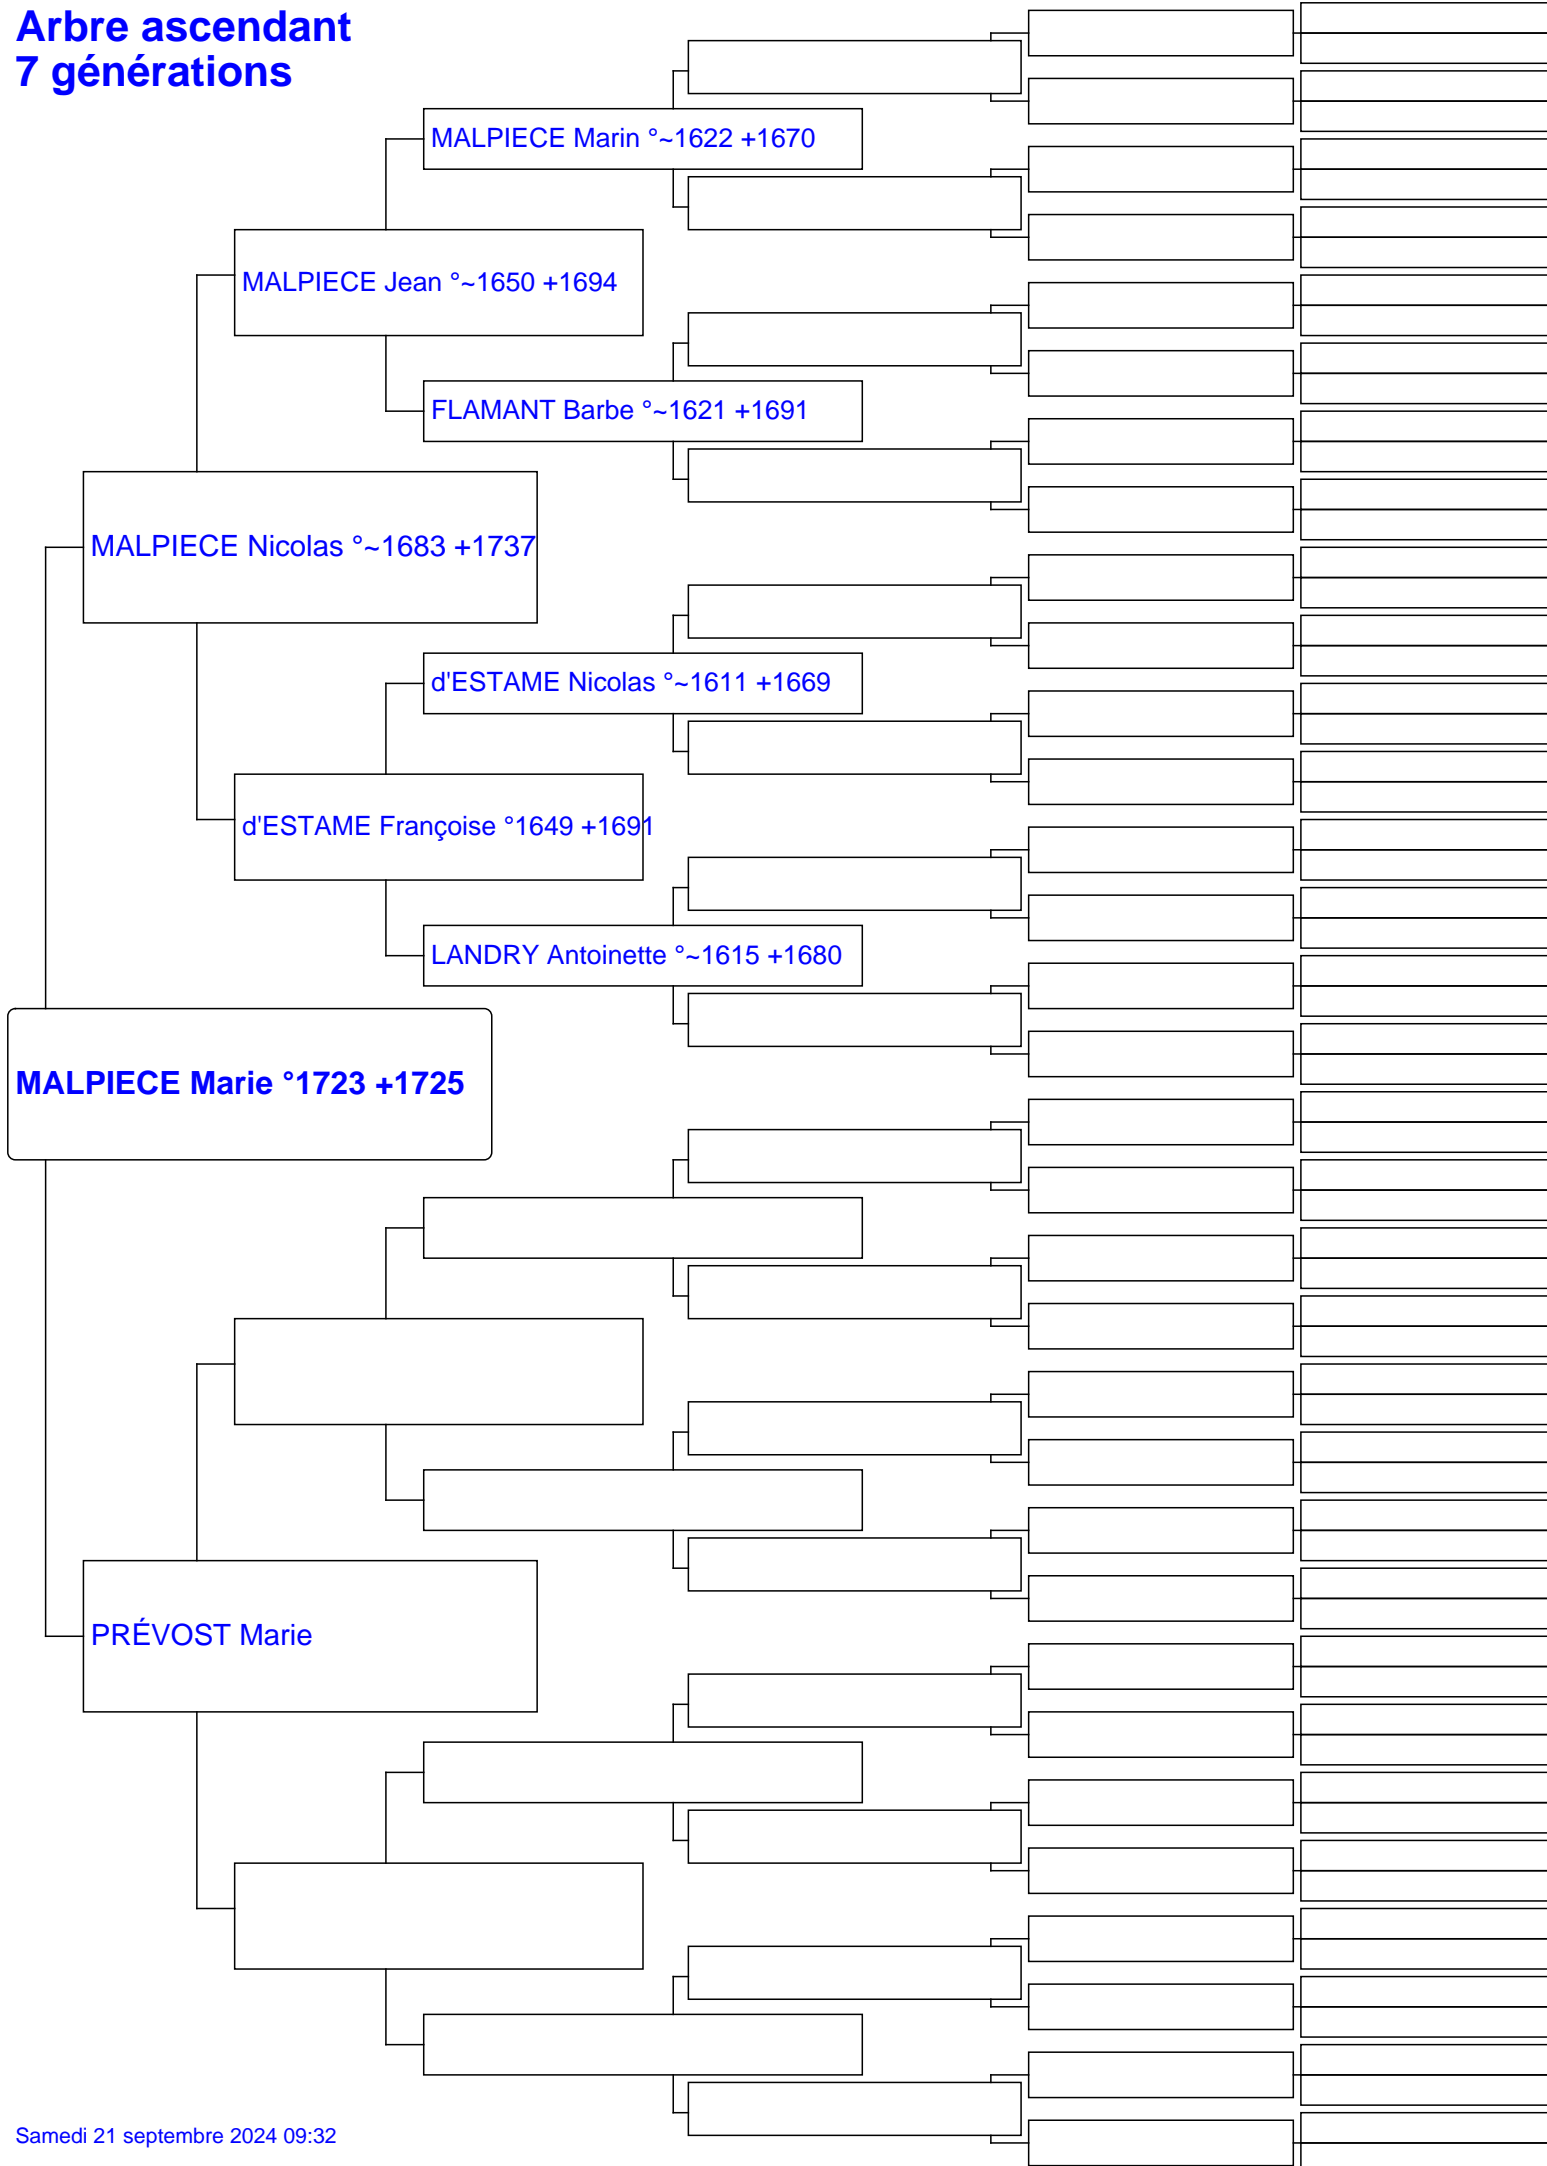 Arbre ascendant
7 générations
MALPIECE Marin °~1622 +1670
MALPIECE Jean °~1650 +1694
FLAMANT Barbe °~1621 +1691
MALPIECE Nicolas °~1683 +1737
d'ESTAME Nicolas °~1611 +1669
d'ESTAME Françoise °1649 +1691
LANDRY Antoinette °~1615 +1680
MALPIECE Marie °1723 +1725
PRÉVOST Marie
Samedi 21 septembre 2024 09:32